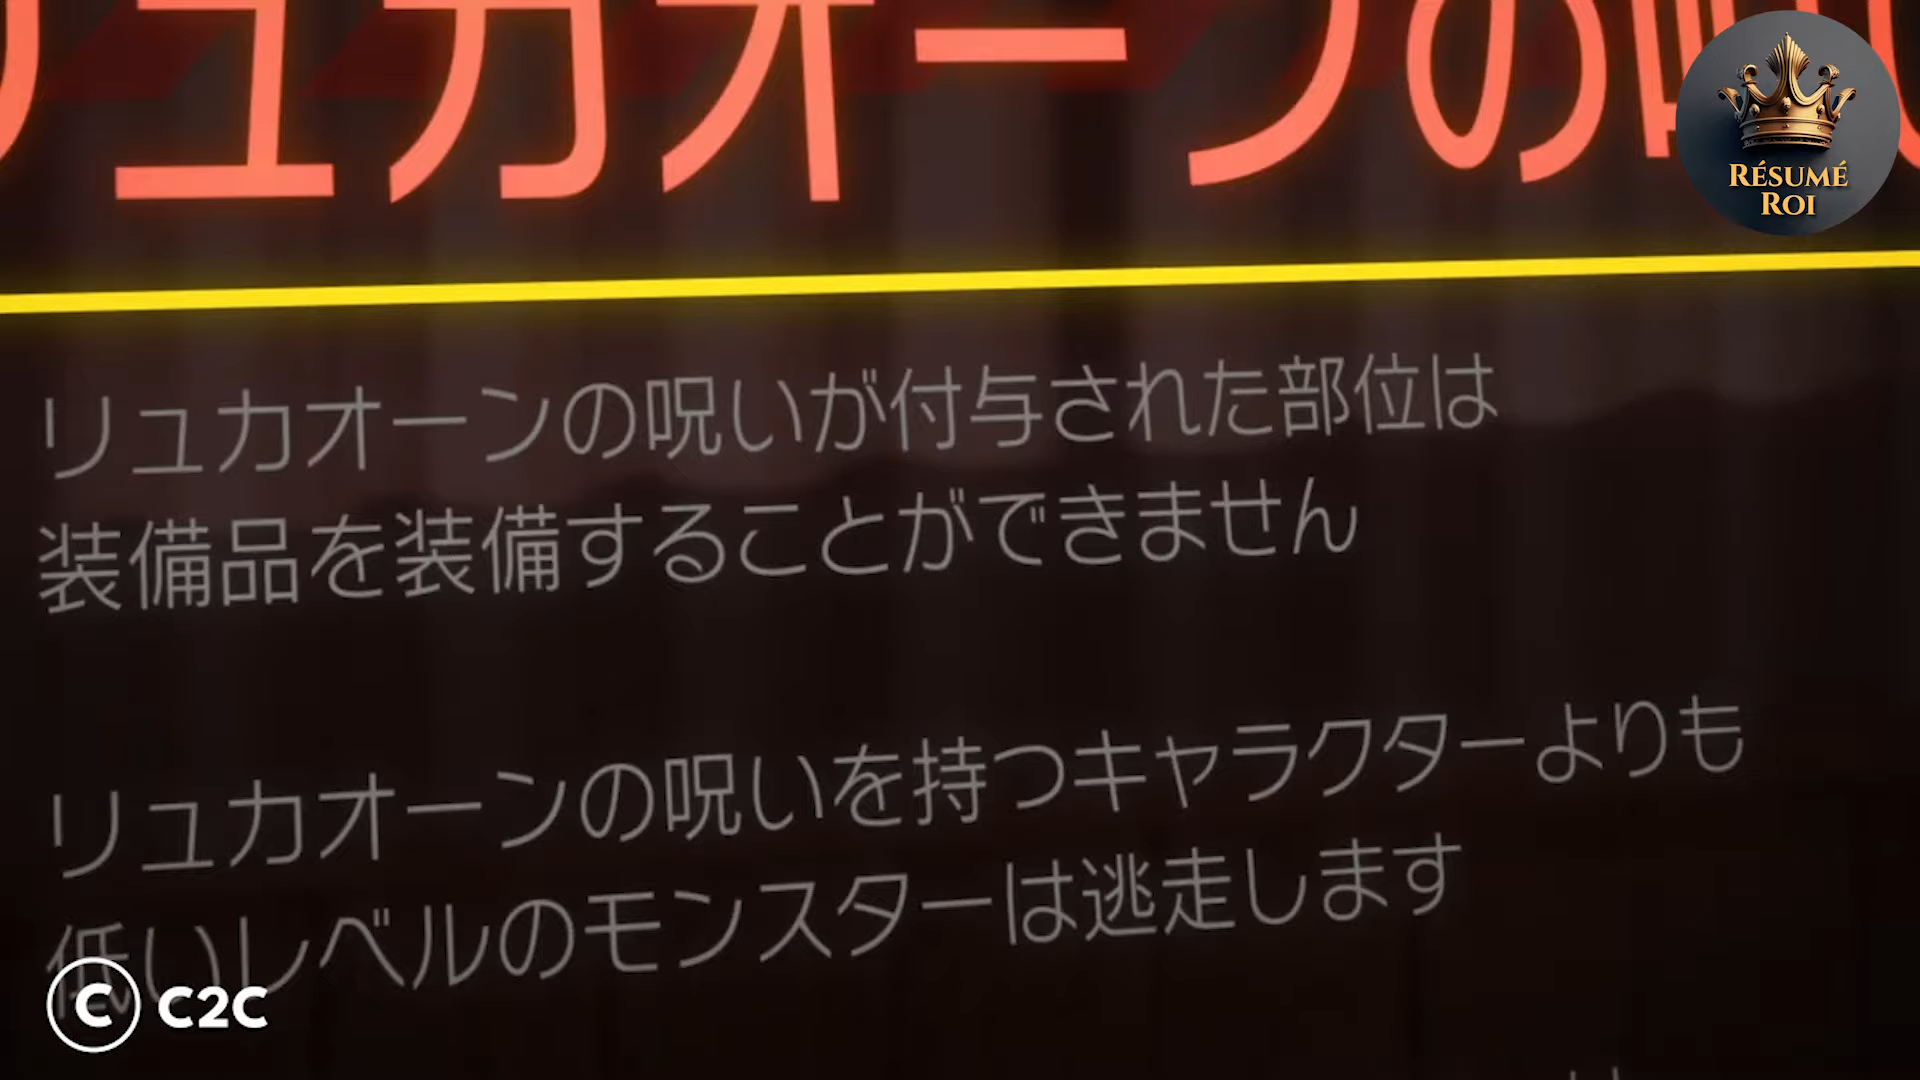 リュカオーンの呪
RÉSUMÉ
ROI
リュカオーンの呪いが付与された部位は
装備品を装備することができません
リュカオーンの呪いを持つキャラクターよりも
低いレベルのモンスターは逃走します
C C2C